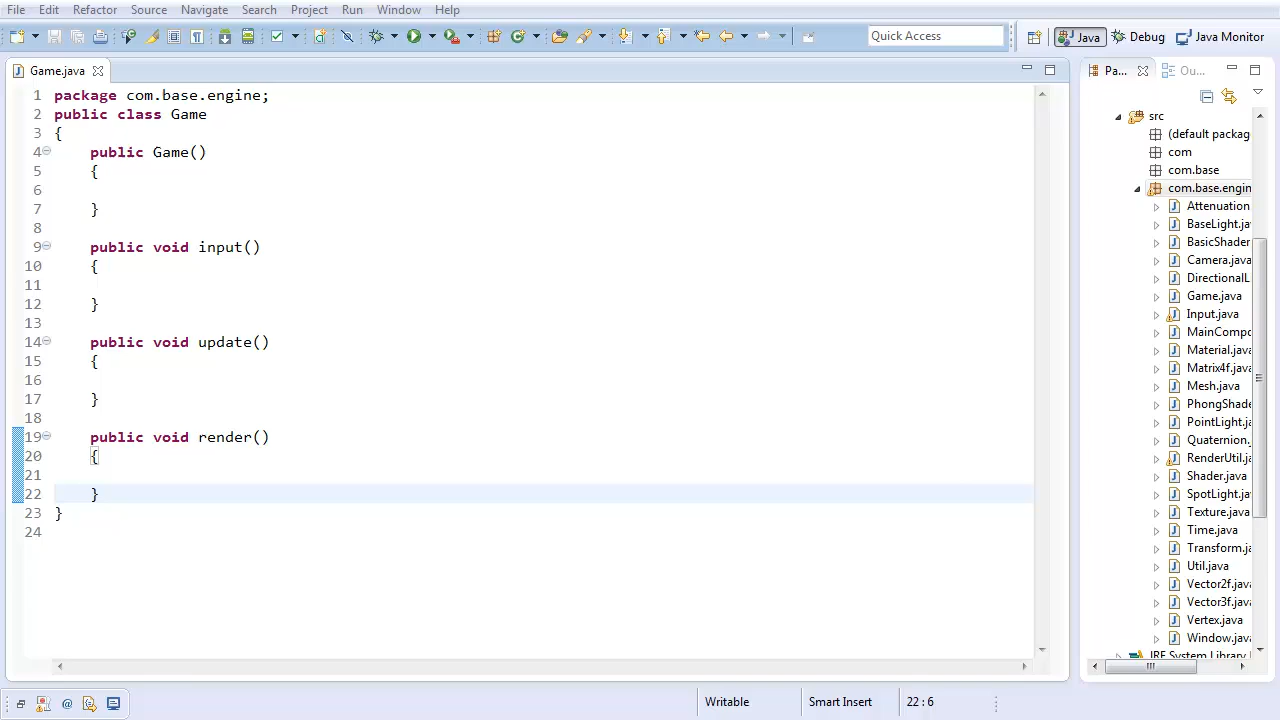 File Edit Refactor Source Navigate Search Project Run Window Help
Quick Access
Java Debug Java Monitor
Game.java
Pa... Ou...
1 package com.base.engine;
2 public class Game
3 {
4 public Game()
5 {
6
7 }
8
9 public void input()
10 {
11
12 }
13
14 public void update()
15 {
16
17 }
18
19 public void render()
20 {
21
22 }
23 }
24
src
(default packag
com
com.base
com.base.engin
Attenuation
BaseLight.ja
BasicShader
Camera.java
DirectionalL
Game.java
Input.java
MainCompo
Material.java
Matrix4f.java
Mesh.java
PhongShade
PointLight.ja
Quaternion.
RenderUtil.ja
Shader.java
SpotLight.ja
Texture.java
Time.java
Transform.ja
Util.java
Vector2f.java
Vector3f.java
Vertex.java
Window.java
JRE System Library
Writable Smart Insert 22 : 6